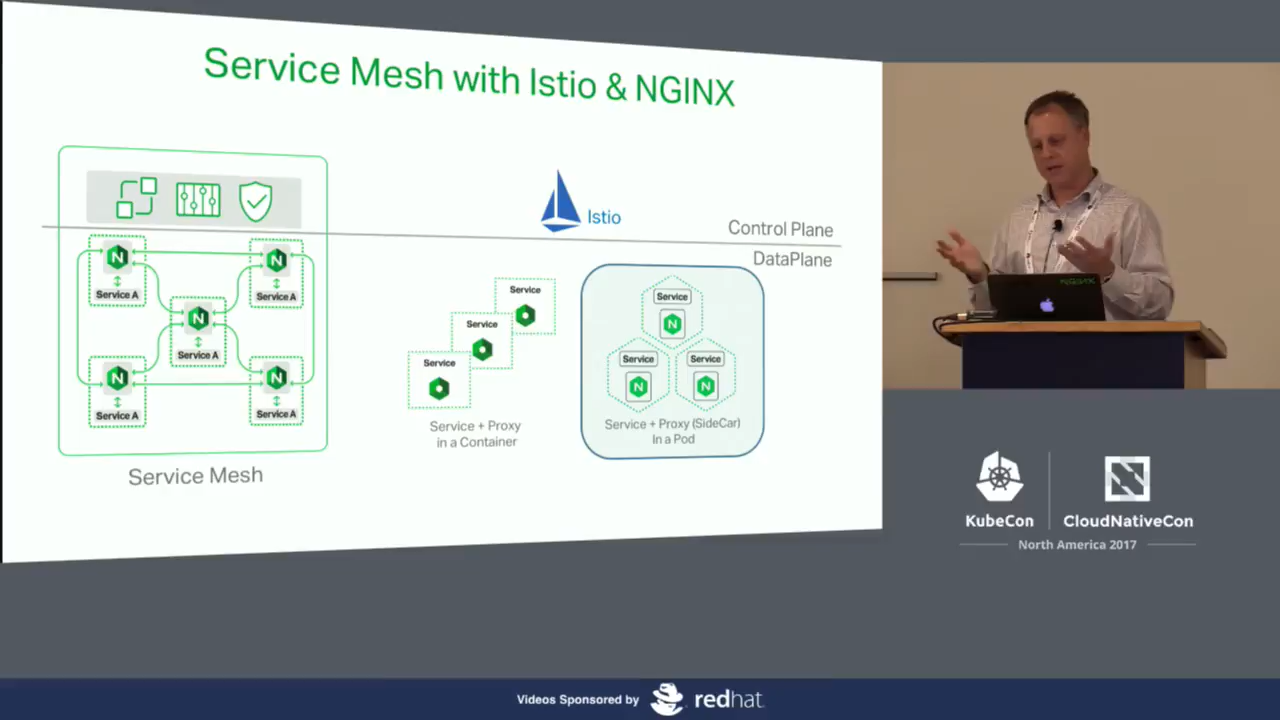 Service Mesh with Istio & NGINX
Istio
Control Plane
DataPlane
N
Service A
N
Service A
N
Service A
N
Service A
N
Service A
Service Mesh
Service
Service
Service
Service + Proxy
in a Container
Service
N
Service
N
Service
N
Service + Proxy (SideCar)
In a Pod
NGINX
KubeCon
CloudNativeCon
North America 2017
Videos Sponsored by
redhat.